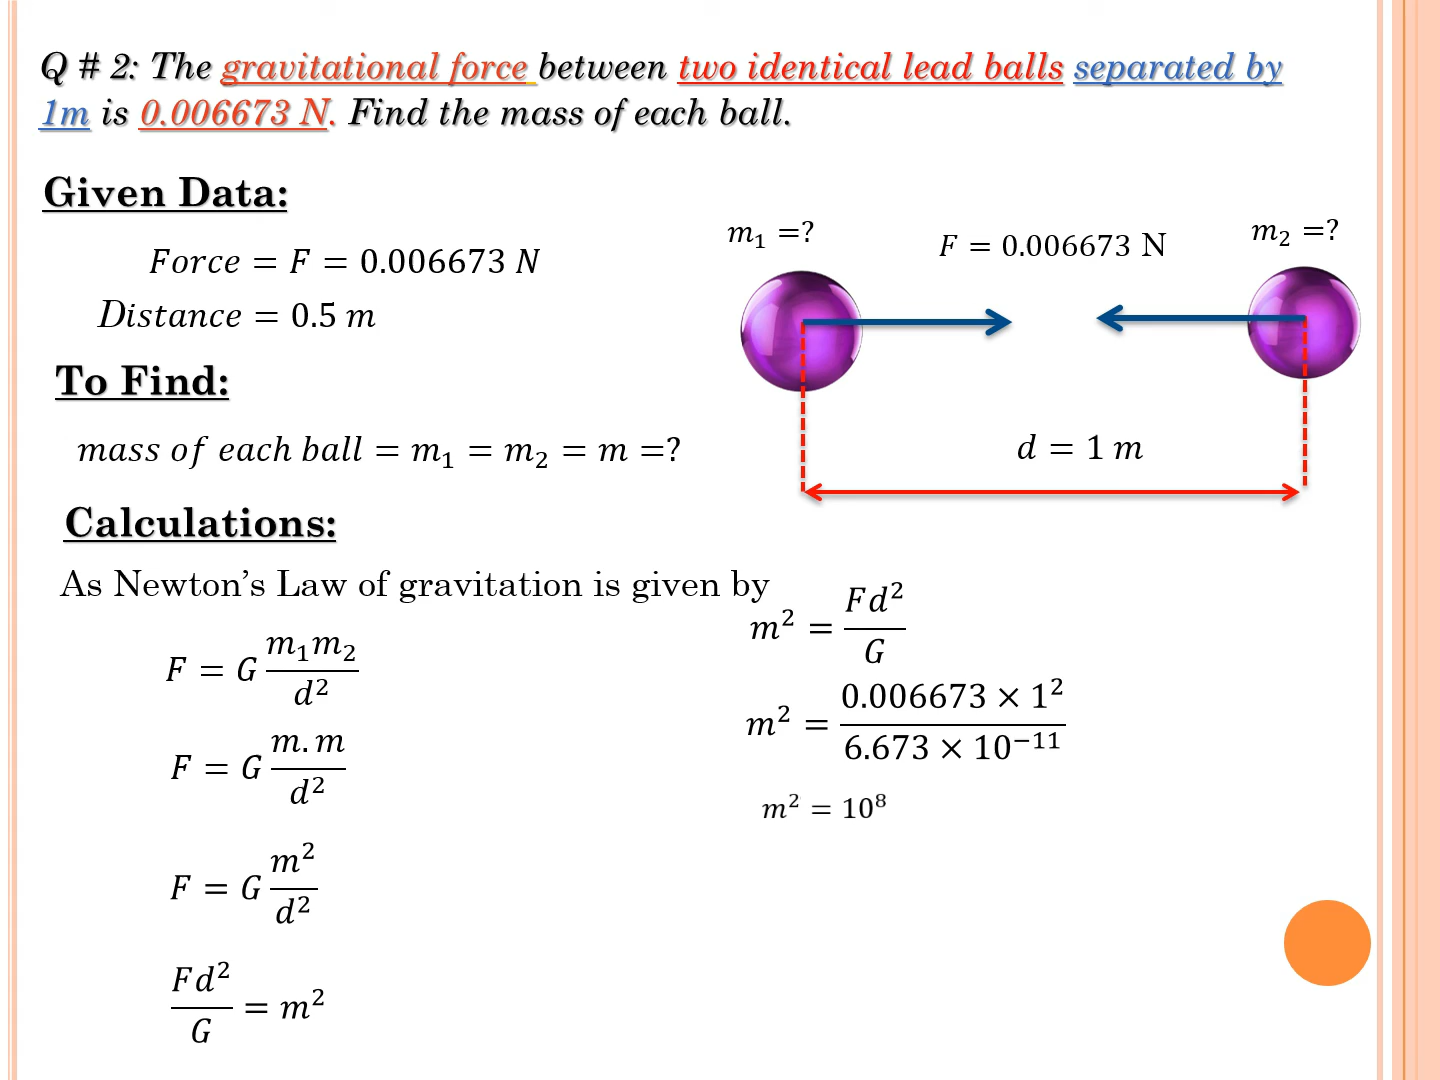 Q # 2: The gravitational force between two identical lead balls separated by
1m is 0.006673 N. Find the mass of each ball.
Given Data:
Force = F = 0.006673 N
Distance = 0.5 m
m₁ =?
F = 0.006673 N
m₂ =?
d = 1 m
To Find:
mass of each ball = m₁ = m₂ = m =?
Calculations:
As Newton’s Law of gravitation is given by
F = G m₁m₂/d²
F = G m.m/d²
F = G m²/d²
Fd²/G = m²
m² = Fd²/G
m² = 0.006673 × 1²/6.673 × 10⁻¹¹
m² = 10⁸